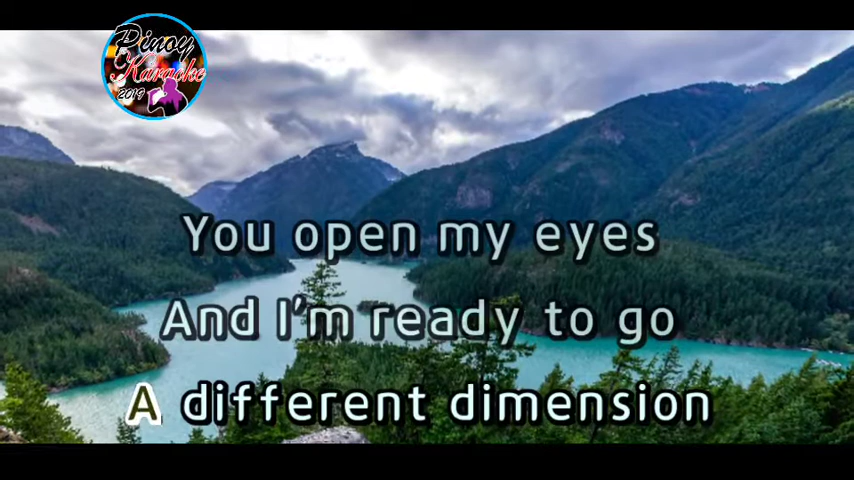 Pinoy
Karaoke
2019
You open my eyes
And I'm ready to go
A different dimension